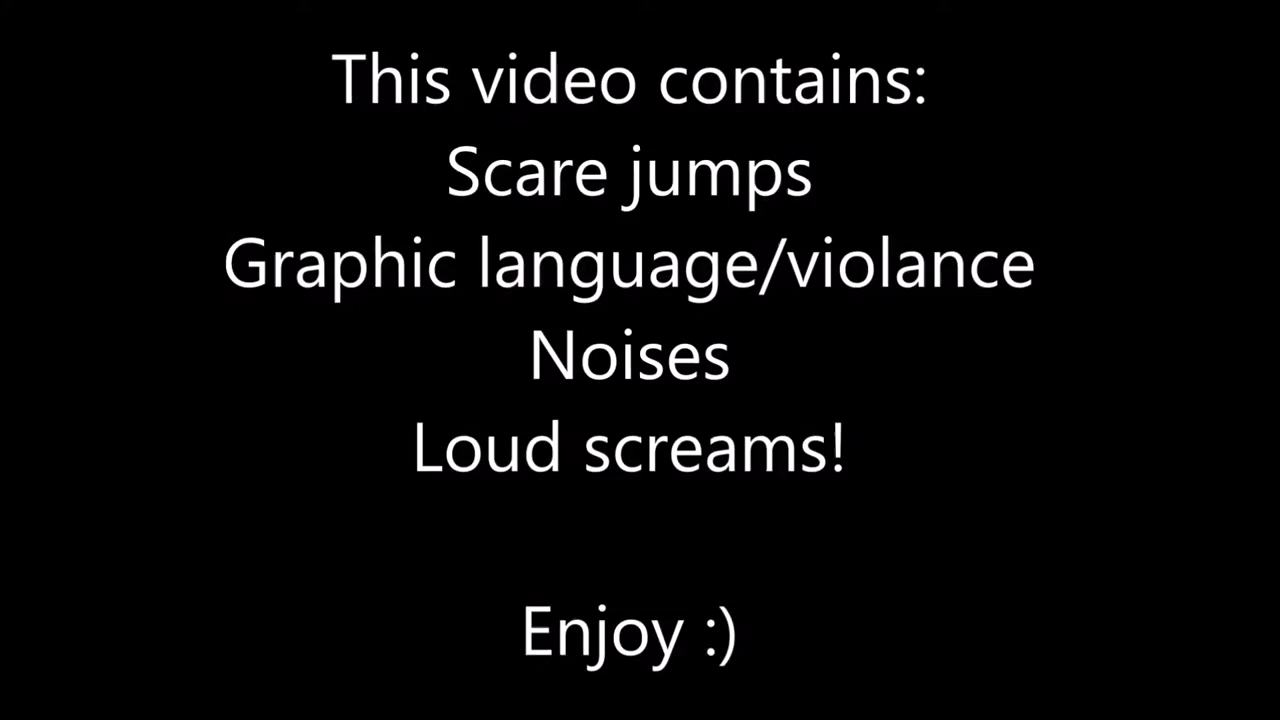 This video contains:
Scare jumps
Graphic language/violance
Noises
Loud screams!
Enjoy :)